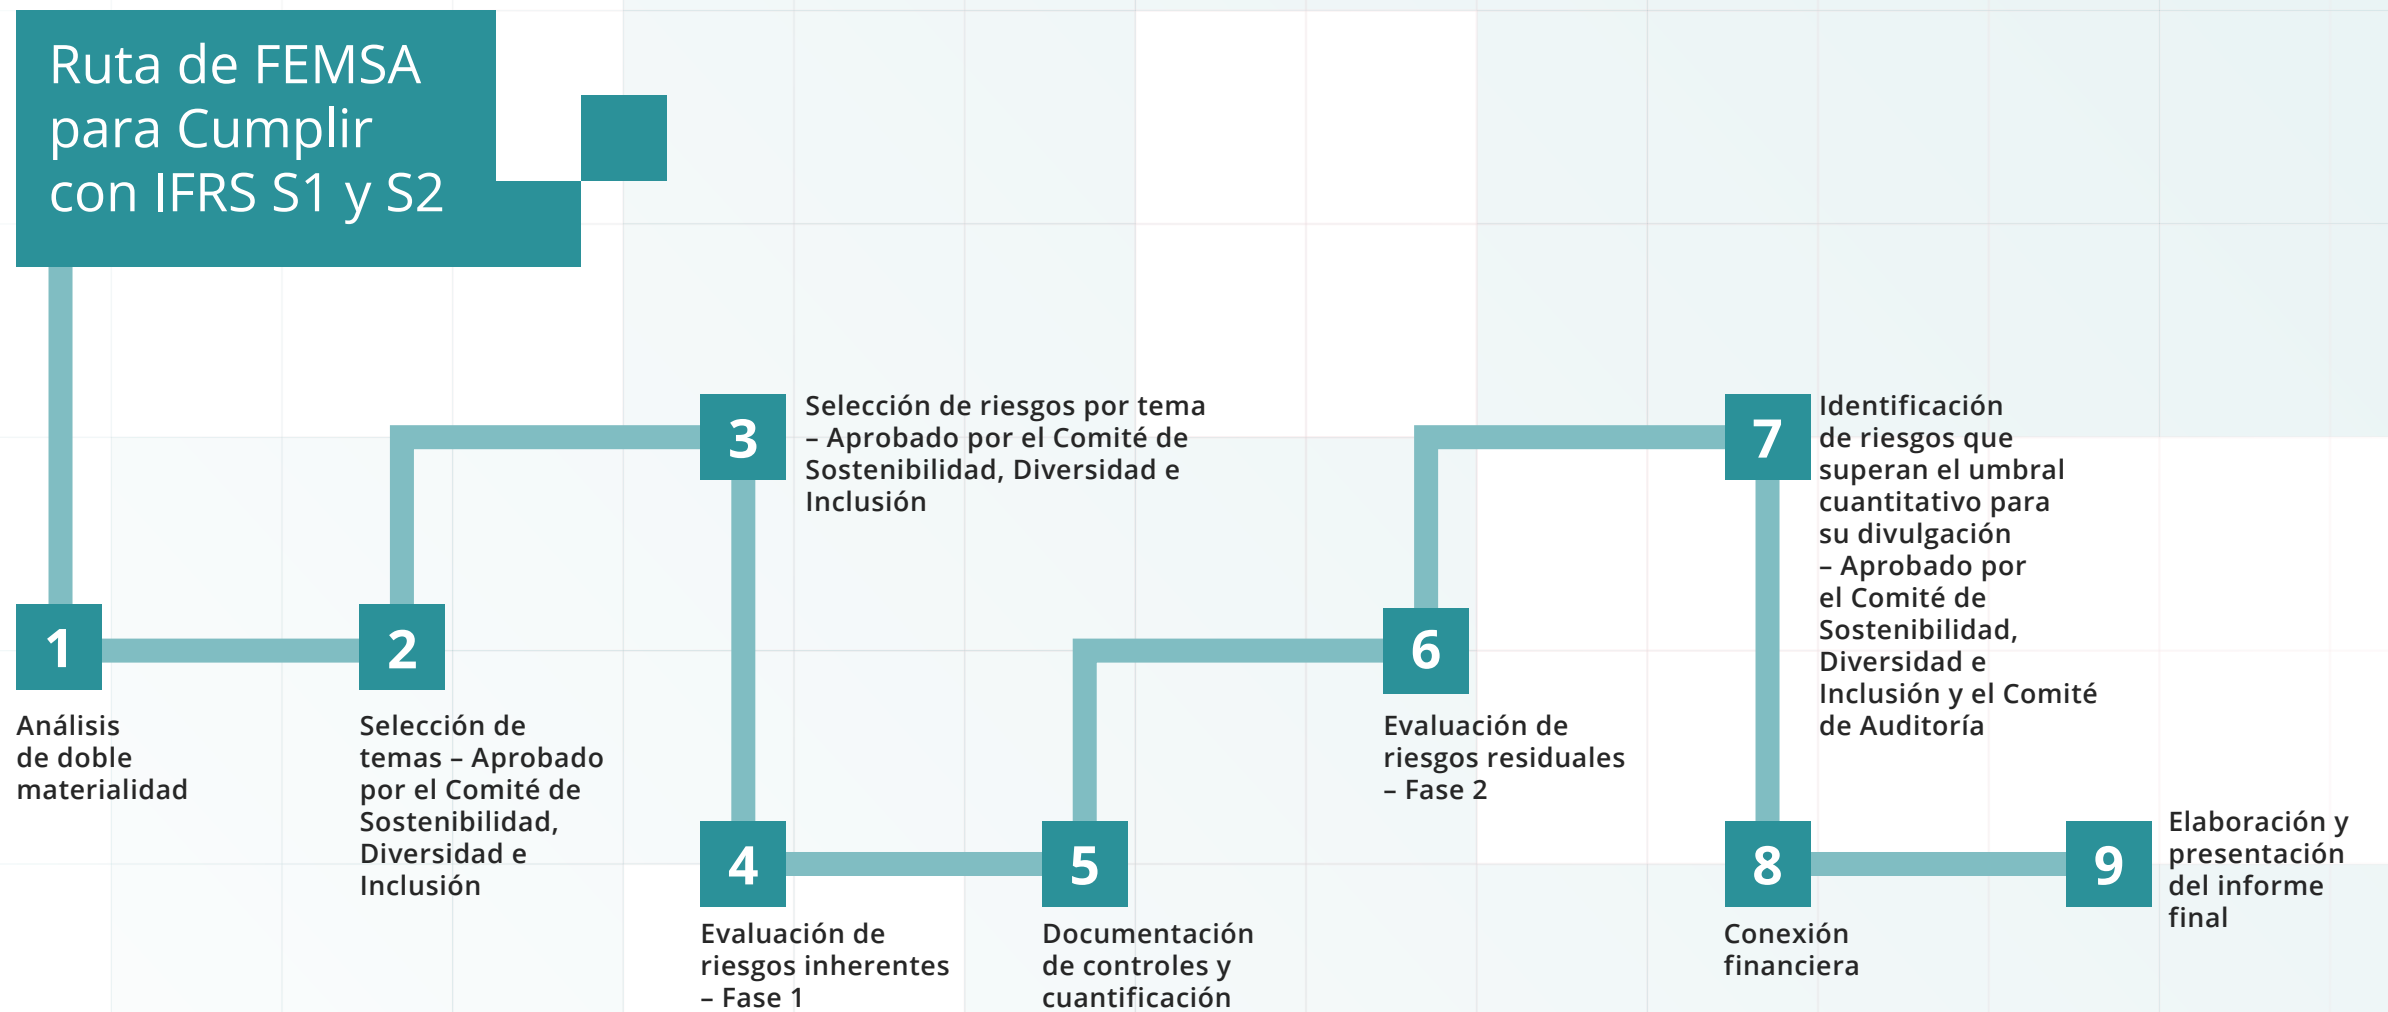 Ruta de FEMSA
para Cumplir
con IFRS S1 y S2
1
Análisis
de doble
materialidad
2
Selección de
temas – Aprobado
por el Comité de
Sostenibilidad,
Diversidad e
Inclusión
3
Selección de riesgos por tema
– Aprobado por el Comité de
Sostenibilidad, Diversidad e
Inclusión
4
Evaluación de
riesgos inherentes
– Fase 1
5
Documentación
de controles y
cuantificación
6
Evaluación de
riesgos residuales
– Fase 2
7
Identificación
de riesgos que
superan el umbral
cuantitativo para
su divulgación
– Aprobado por
el Comité de
Sostenibilidad,
Diversidad e
Inclusión y el Comité
de Auditoría
8
Conexión
financiera
9
Elaboración y
presentación
del informe
final